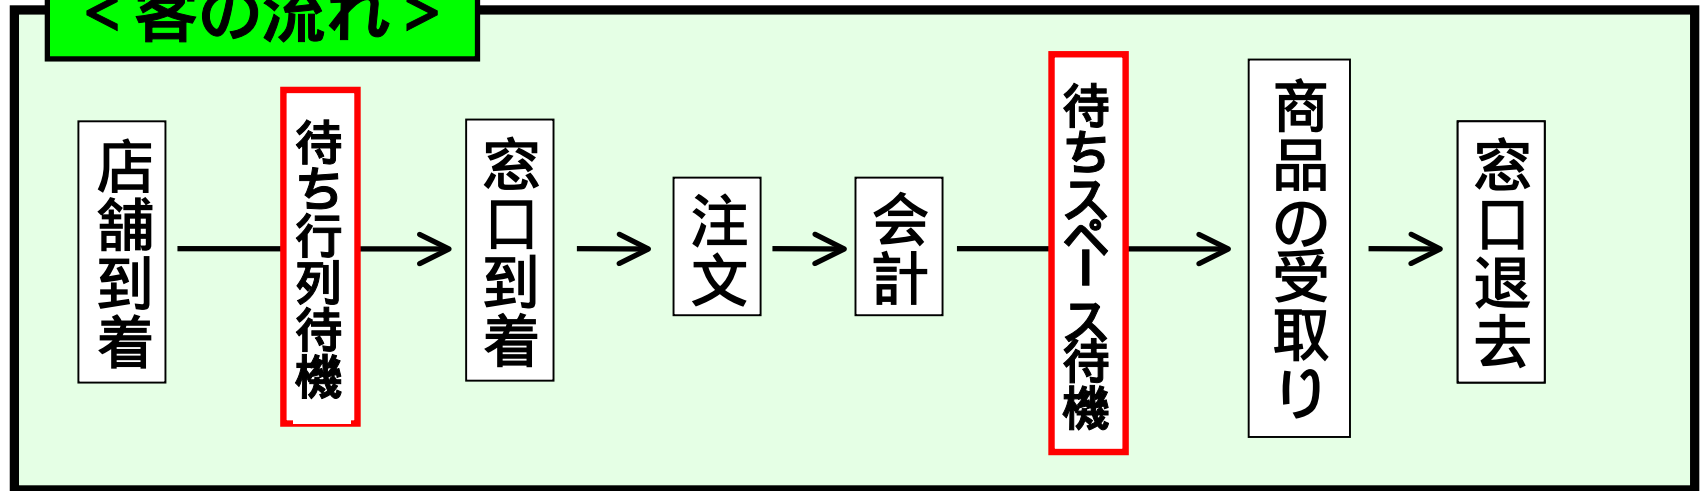 ＜客の流れ＞
店舗到着
待ち行列待機
窓口到着
注文
会計
待ちスペース待機
商品の受取り
窓口退去